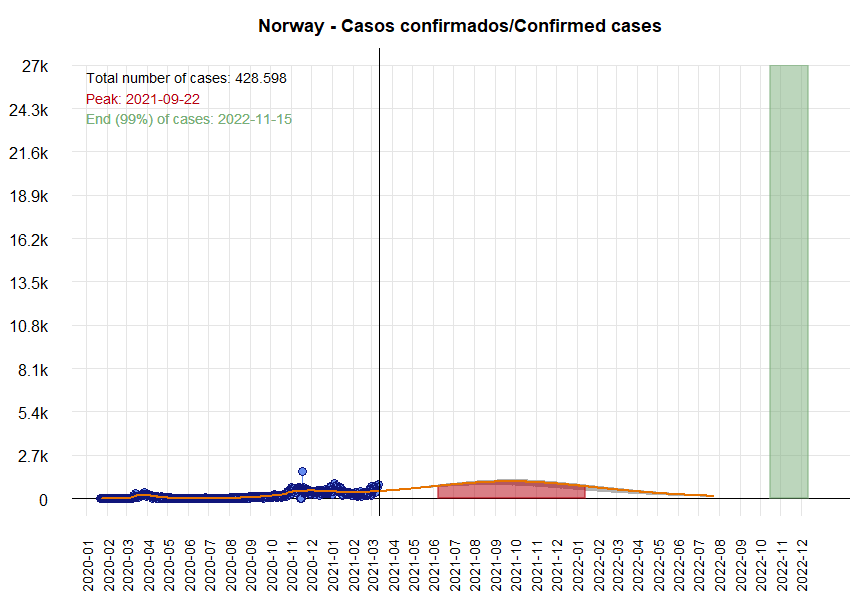 Norway - Casos confirmados/Confirmed cases
Total number of cases: 428.598
Peak: 2021-09-22
End (99%) of cases: 2022-11-15
27k
24.3k
21.6k
18.9k
16.2k
13.5k
10.8k
8.1k
5.4k
2.7k
0
2020-01
2020-02
2020-03
2020-04
2020-05
2020-06
2020-07
2020-08
2020-09
2020-10
2020-11
2020-12
2021-01
2021-02
2021-03
2021-04
2021-05
2021-06
2021-07
2021-08
2021-09
2021-10
2021-11
2021-12
2022-01
2022-02
2022-03
2022-04
2022-05
2022-06
2022-07
2022-08
2022-09
2022-10
2022-11
2022-12